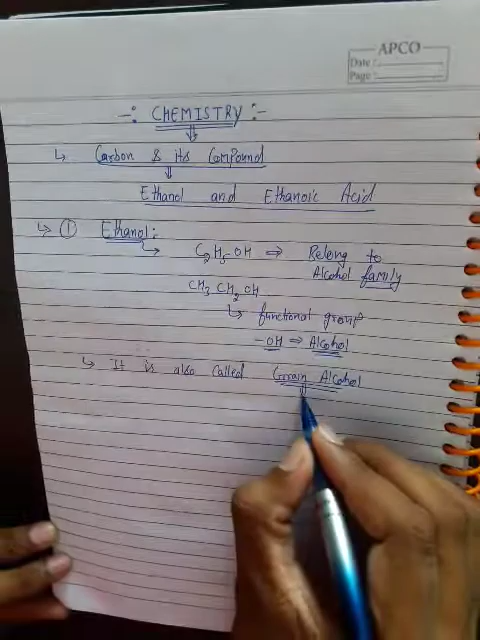 APCO
Date :
Page :
-: CHEMISTRY :-
↳ Carbon & its Compound
Ethanol and Ethanoic Acid
↳ ① Ethanol:
↳ C₂H₅-OH ⇒ Belong to
Alcohol family
CH₃ CH₂ OH
↳ functional group
-OH ⇒ Alcohol
↳ It is also Called Grain Alcohol